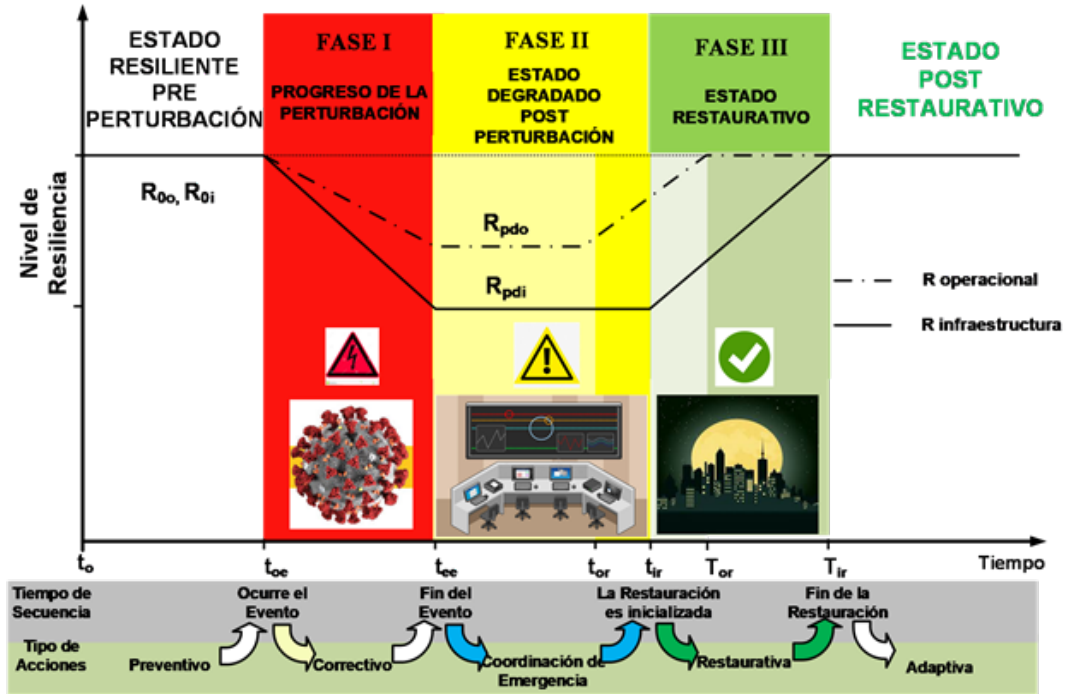 ESTADO
RESILIENTE
PRE
PERTURBACIÓN
FASE I
PROGRESO DE LA
PERTURBACIÓN
FASE II
ESTADO
DEGRADADO
POST
PERTURBACIÓN
FASE III
ESTADO
RESTAURATIVO
ESTADO
POST
RESTAURATIVO
Nivel de
Resiliencia
R0o, R0i
Rpdo
Rpdi
R operacional
R infraestructura
to
toe
tee
tor
tir
Tor
Tir
Tiempo
Tiempo de
Secuencia
Ocurre el
Evento
Fin del
Evento
La Restauración
es inicializada
Fin de la
Restauración
Tipo de
Acciones
Preventivo
Correctivo
Coordinación de
Emergencia
Restaurativa
Adaptiva